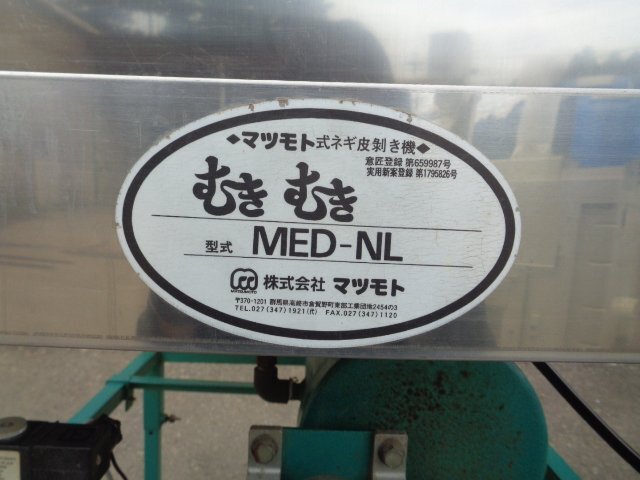 ◆マツモト式ネギ皮剝き機◆
意匠登録 第659987号
実用新案登録 第1795826号
むき むき
型式 MED-NL
MATSUMOTO
株式会社 マツモト
〒370-1201 群馬県高崎市倉賀野町東部工業団地2454の3
TEL.027(347)1921(代) FAX.027(347)1120